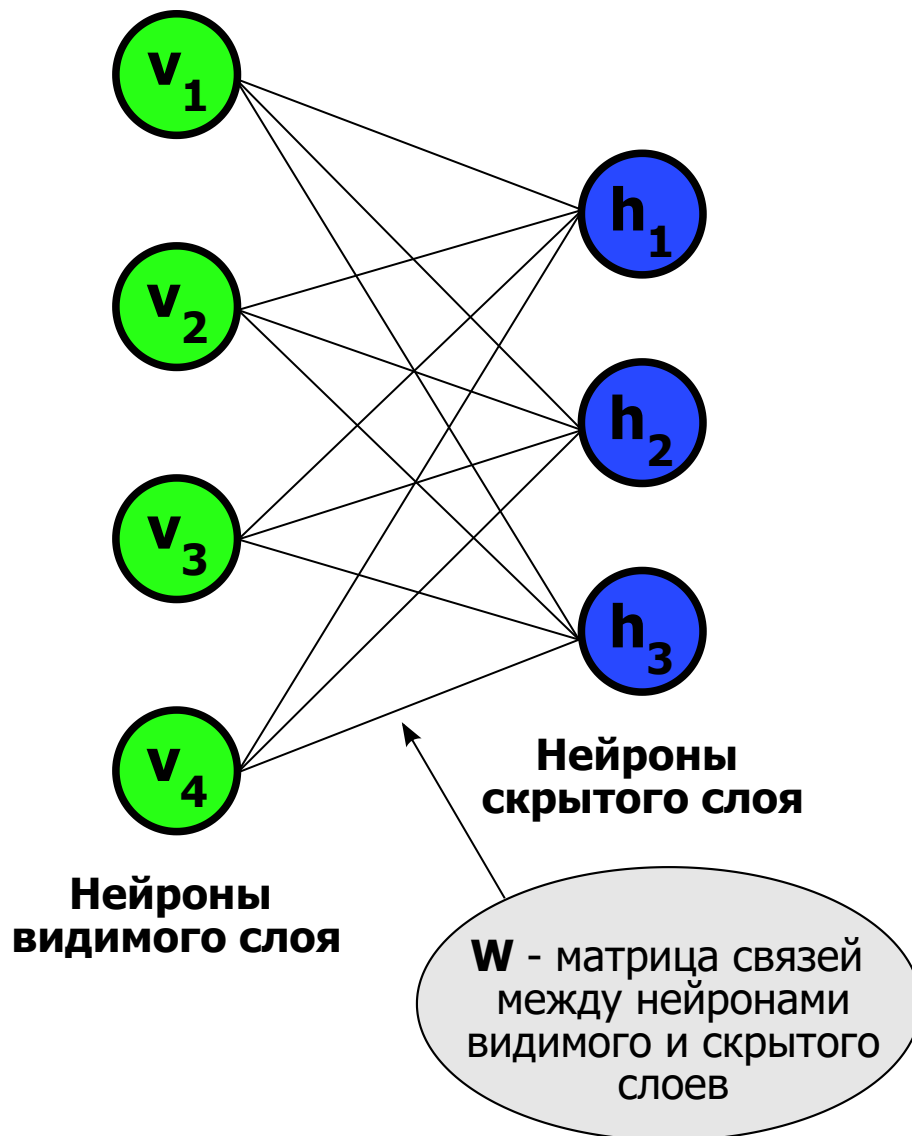 v1
v2
v3
v4
h1
h2
h3
Нейроны
скрытого слоя
Нейроны
видимого слоя
W - матрица связей
между нейронами
видимого и скрытого
слоев